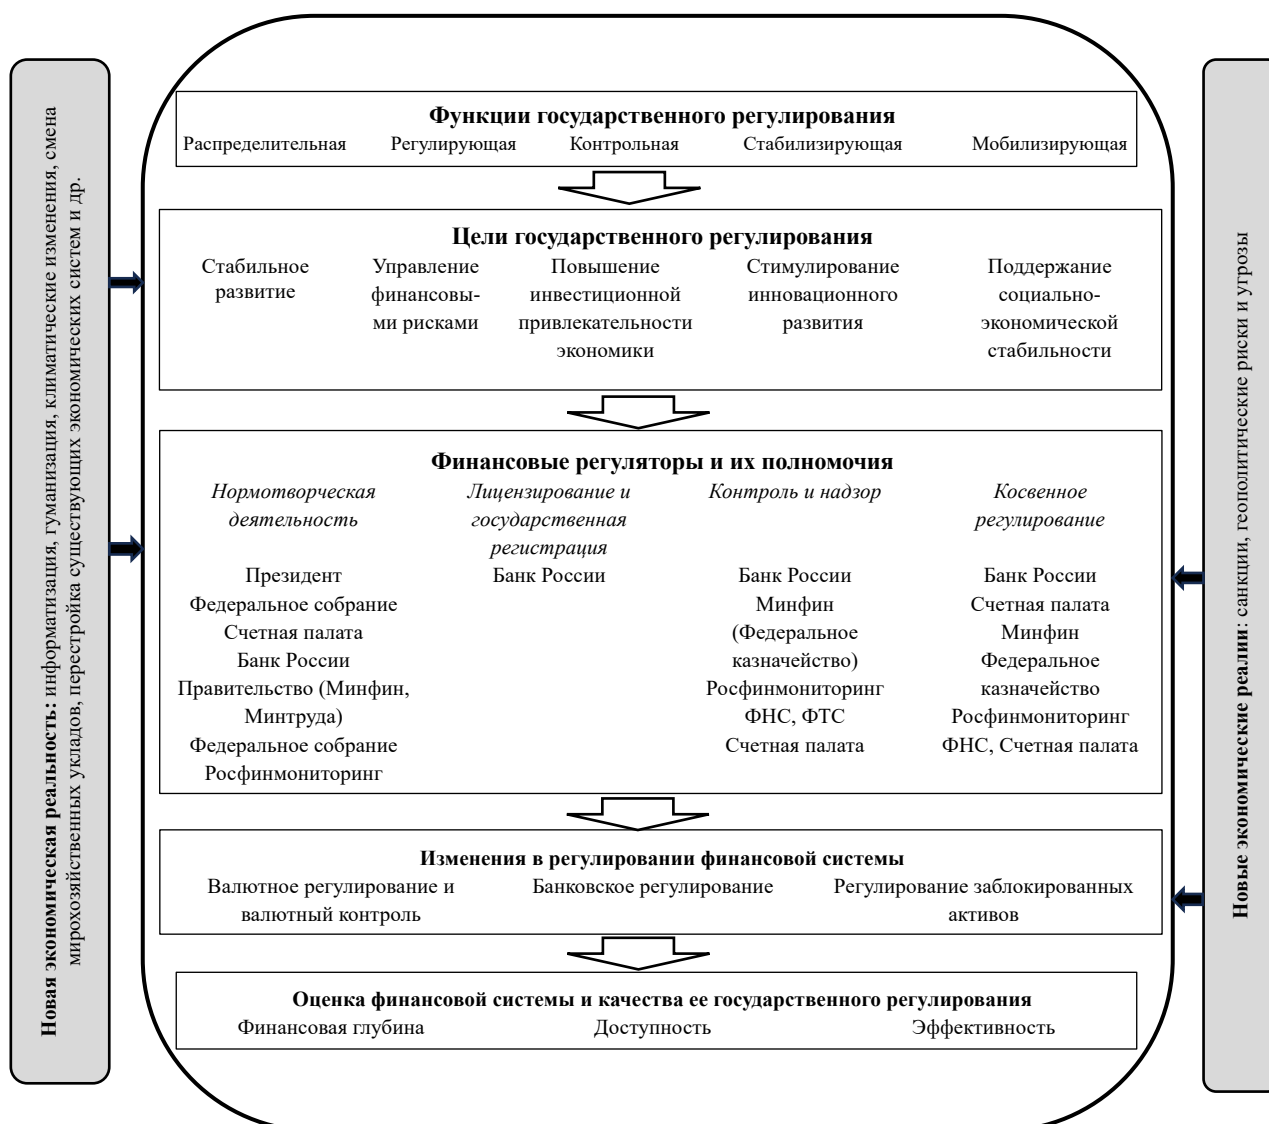 Новая экономическая реальность: информатизация, гуманизация, климатические изменения, смена
мирохозяйственных укладов, перестройка существующих экономических систем и др.
Функции государственного регулирования
Распределительная Регулирующая Контрольная Стабилизирующая Мобилизирующая
Цели государственного регулирования
Стабильное
развитие
Управление
финансовы-
ми рисками
Повышение
инвестиционной
привлекательности
экономики
Стимулирование
инновационного
развития
Поддержание
социально-
экономической
стабильности
Финансовые регуляторы и их полномочия
Нормотворческая
деятельность
Президент
Федеральное собрание
Счетная палата
Банк России
Правительство (Минфин,
Минтруда)
Федеральное собрание
Росфинмониторинг
Лицензирование и
государственная
регистрация
Банк России
Контроль и надзор
Банк России
Минфин
(Федеральное
казначейство)
Росфинмониторинг
ФНС, ФТС
Счетная палата
Косвенное
регулирование
Банк России
Счетная палата
Минфин
Федеральное
казначейство
Росфинмониторинг
ФНС, Счетная палата
Изменения в регулировании финансовой системы
Валютное регулирование и
валютный контроль
Банковское регулирование
Регулирование заблокированных
активов
Оценка финансовой системы и качества ее государственного регулирования
Финансовая глубина Доступность Эффективность
Новые экономические реалии: санкции, геополитические риски и угрозы